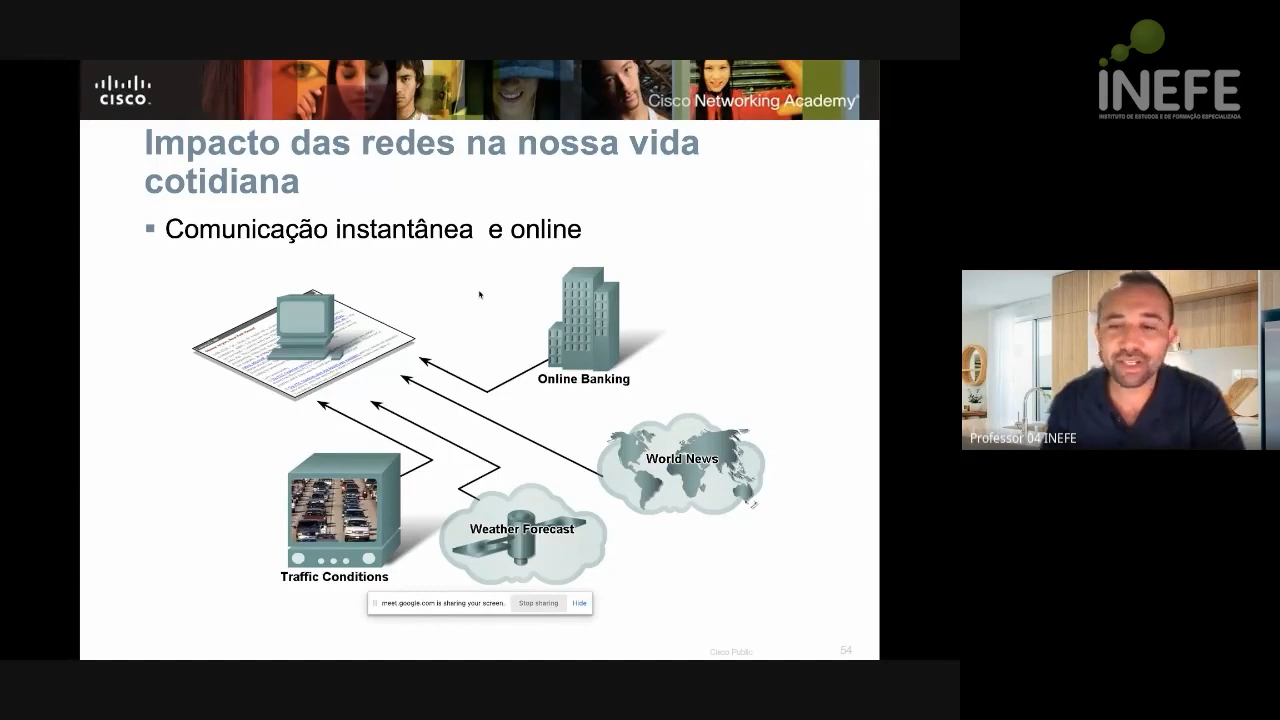 CISCO
Cisco Networking Academy
Impacto das redes na nossa vida
cotidiana
Comunicação instantânea e online
Online Banking
World News
Weather Forecast
Traffic Conditions
meet.google.com is sharing your screen.
Stop sharing
Hide
Cisco Public
54
INEFE
INSTITUTO DE ESTUDOS E DE FORMAÇÃO ESPECIALIZADA
Professor 04 INEFE